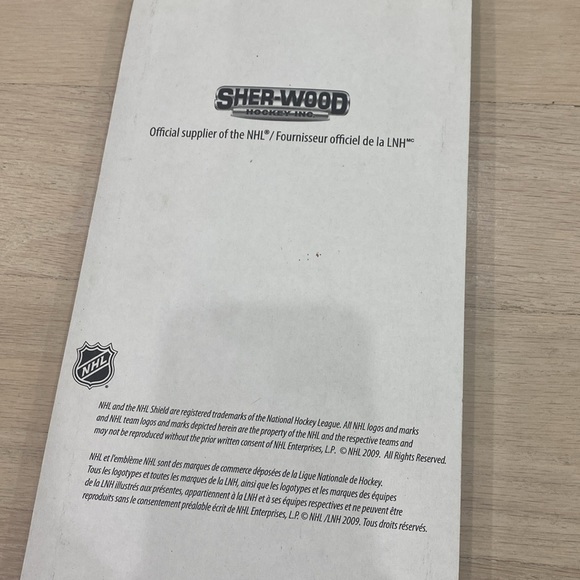 SHER-WOOD
HOCKEY INC.
Official supplier of the NHL®/ Fournisseur officiel de la LNHᴹᶜ
NHL
NHL and the NHL Shield are registered trademarks of the National Hockey League. All NHL logos and marks
and NHL team logos and marks depicted herein are the property of the NHL and the respective teams and
may not be reproduced without the prior written consent of NHL Enterprises, L.P. © NHL 2009. All Rights Reserved.
NHL et l'emblème NHL sont des marques de commerce déposées de la Ligue Nationale de Hockey.
Tous les logotypes et toutes les marques de la LNH, ainsi que les logotypes et les marques des équipes
de la LNH illustrés aux présentes, appartiennent à la LNH et à ses équipes respectives et ne peuvent être
reproduits sans le consentement préalable écrit de NHL Enterprises, L.P. © NHL /LNH 2009. Tous droits réservés.